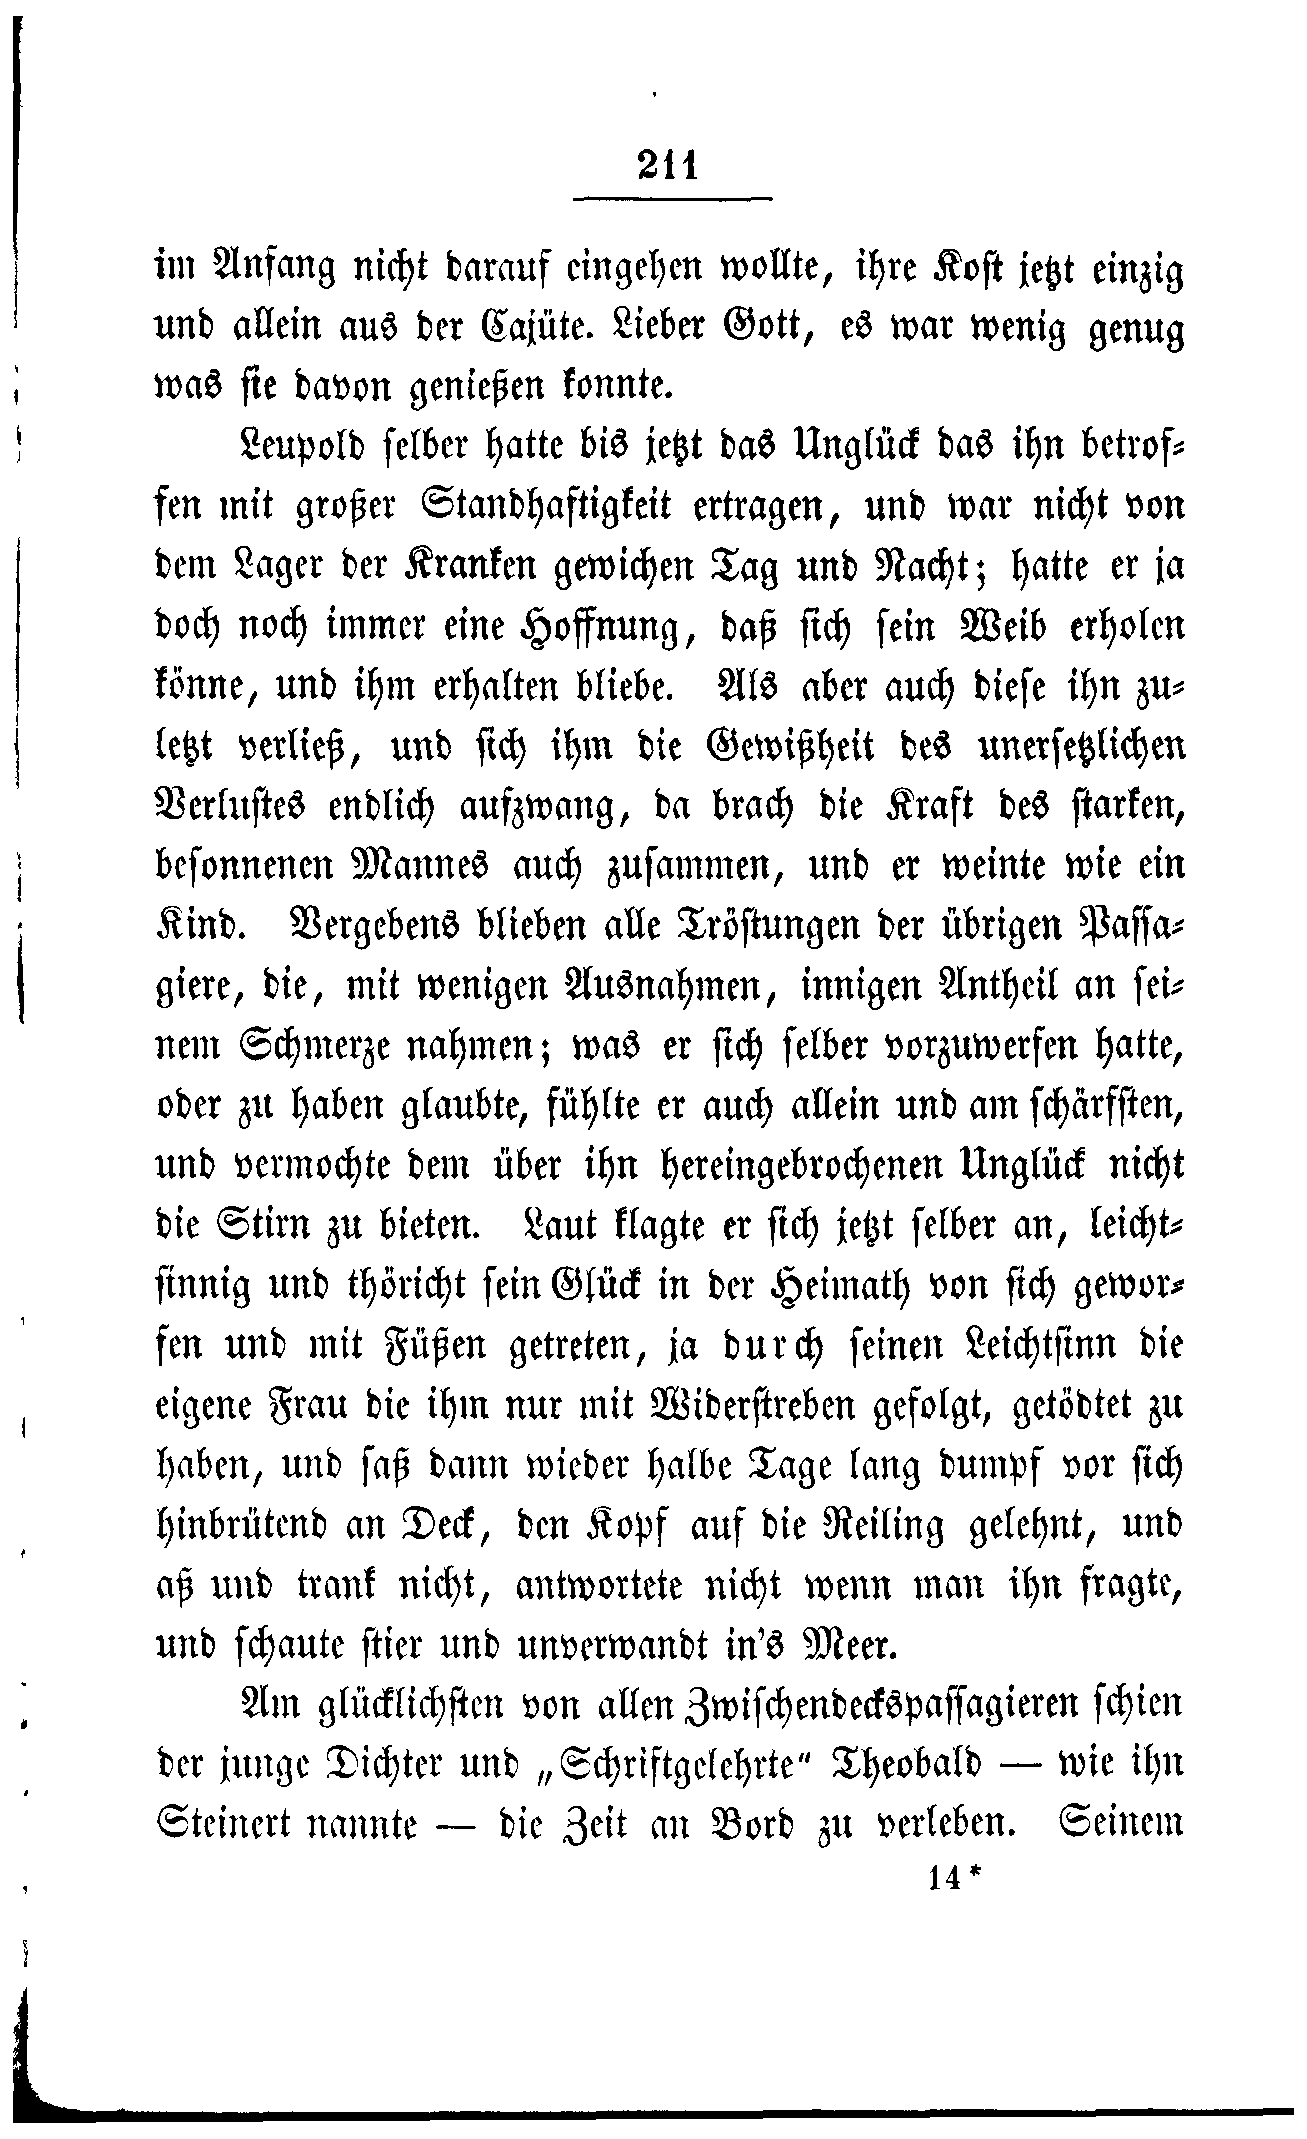 211
im Anfang nicht darauf eingehen wollte, ihre Kost jetzt einzig
und allein aus der Cajüte. Lieber Gott, es war wenig genug
was sie davon genießen konnte.
Leupold selber hatte bis jetzt das Unglück das ihn betrof-
fen mit großer Standhaftigkeit ertragen, und war nicht von
dem Lager der Kranken gewichen Tag und Nacht; hatte er ja
doch noch immer eine Hoffnung, daß sich sein Weib erholen
könne, und ihm erhalten bliebe. Als aber auch diese ihn zu-
letzt verließ, und sich ihm die Gewißheit des unersetzlichen
Verlustes endlich aufzwang, da brach die Kraft des starken,
besonnenen Mannes auch zusammen, und er weinte wie ein
Kind. Vergebens blieben alle Tröstungen der übrigen Passa-
giere, die, mit wenigen Ausnahmen, innigen Antheil an sei-
nem Schmerze nahmen; was er sich selber vorzuwerfen hatte,
oder zu haben glaubte, fühlte er auch allein und am schärfsten,
und vermochte dem über ihn hereingebrochenen Unglück nicht
die Stirn zu bieten. Laut klagte er sich jetzt selber an, leicht-
sinnig und thöricht sein Glück in der Heimath von sich gewor-
fen und mit Füßen getreten, ja durch seinen Leichtsinn die
eigene Frau die ihm nur mit Widerstreben gefolgt, getödtet zu
haben, und saß dann wieder halbe Tage lang dumpf vor sich
hinbrütend an Deck, den Kopf auf die Reiling gelehnt, und
aß und trank nicht, antwortete nicht wenn man ihn fragte,
und schaute stier und unverwandt in's Meer.
Am glücklichsten von allen Zwischendeckspassagieren schien
der junge Dichter und „Schriftgelehrte" Theobald — wie ihn
Steinert nannte — die Zeit an Bord zu verleben. Seinem
14*